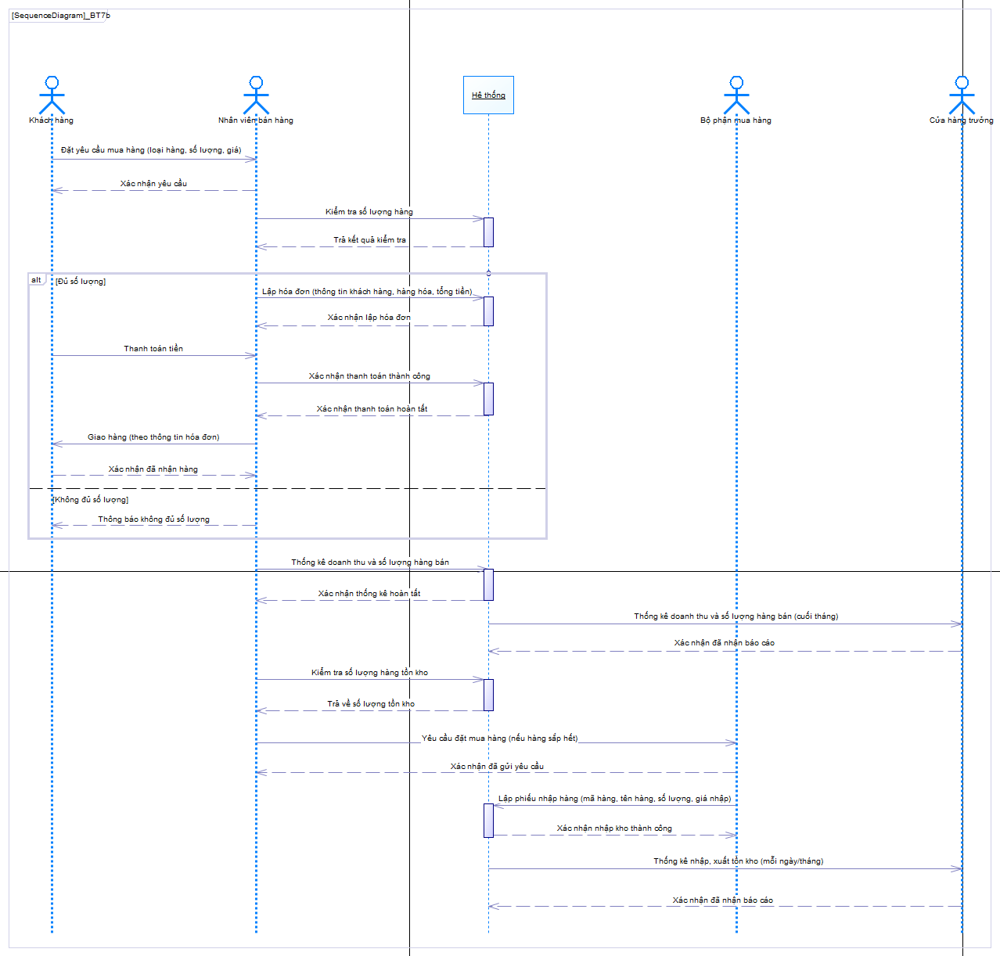 [SequenceDiagram]_BT7b
Khách hàng
Nhân viên bán hàng
Hê thống
Bộ phận mua hàng
Cửa hàng trưởng
Đặt yêu cầu mua hàng (loại hàng, số lượng, giá)
Xác nhận yêu cầu
Kiểm tra số lượng hàng
Trả kết quả kiểm tra
alt
[Đủ số lượng]
Lập hóa đơn (thông tin khách hàng, hàng hóa, tổng tiền)
Xác nhận lập hóa đơn
Thanh toán tiền
Xác nhận thanh toán thành công
Xác nhận thanh toán hoàn tất
Giao hàng (theo thông tin hóa đơn)
Xác nhận đã nhận hàng
[Không đủ số lượng]
Thông báo không đủ số lượng
Thống kê doanh thu và số lượng hàng bán
Xác nhận thống kê hoàn tất
Thống kê doanh thu và số lượng hàng bán (cuối tháng)
Xác nhận đã nhận báo cáo
Kiểm tra số lượng hàng tồn kho
Trả về số lượng tồn kho
Yêu cầu đặt mua hàng (nếu hàng sắp hết)
Xác nhận đã gửi yêu cầu
Lập phiếu nhập hàng (mã hàng, tên hàng, số lượng, giá nhập)
Xác nhận nhập kho thành công
Thống kê nhập, xuất tồn kho (mỗi ngày/tháng)
Xác nhận đã nhận báo cáo